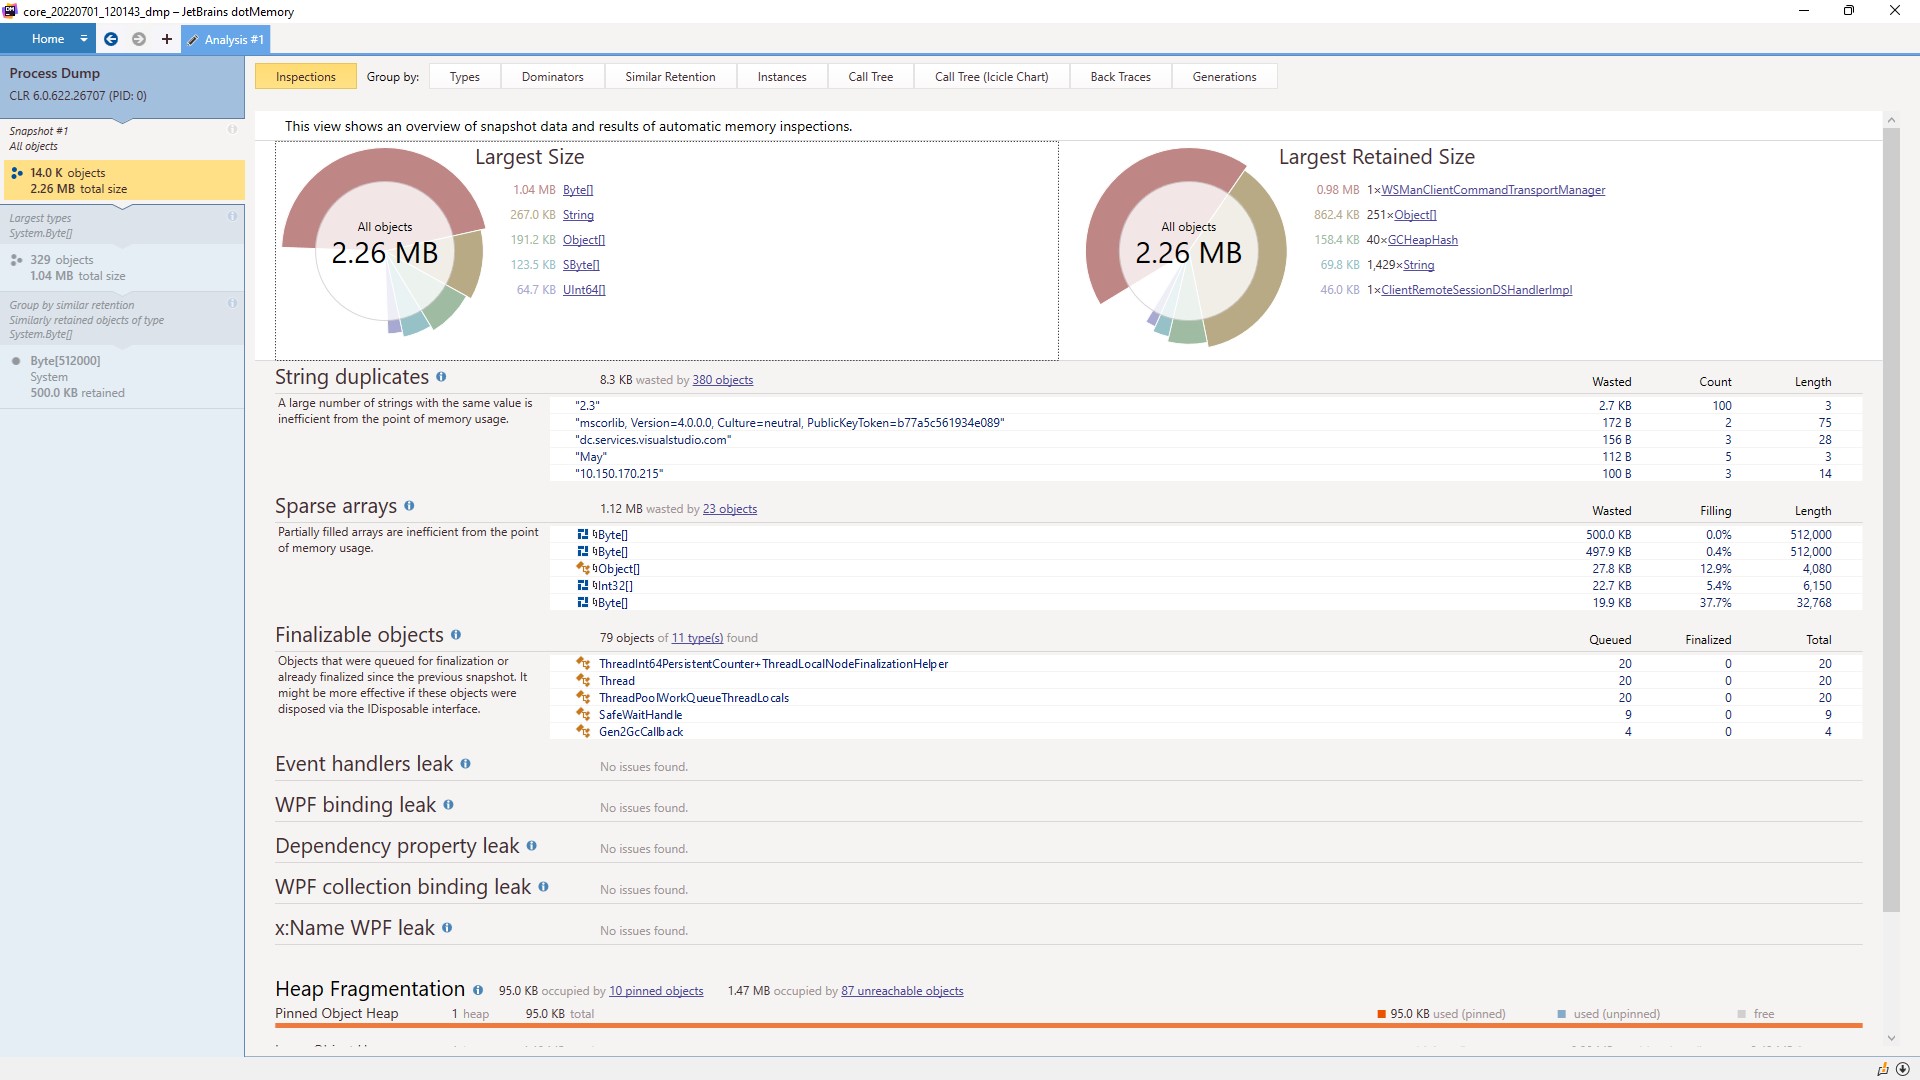 core_20220701_120143_dmp – JetBrains dotMemory
Home
Analysis #1
Process Dump
CLR 6.0.622.26707 (PID: 0)
Snapshot #1
All objects
14.0 K objects
2.26 MB total size
Largest types
System.Byte[]
329 objects
1.04 MB total size
Group by similar retention
Similarly retained objects of type
System.Byte[]
Byte[512000]
System
500.0 KB retained
Inspections Group by: Types Dominators Similar Retention Instances Call Tree Call Tree (Icicle Chart) Back Traces Generations
This view shows an overview of snapshot data and results of automatic memory inspections.
All objects
2.26 MB
Largest Size
1.04 MB Byte[]
267.0 KB String
191.2 KB Object[]
123.5 KB SByte[]
64.7 KB UInt64[]
All objects
2.26 MB
Largest Retained Size
0.98 MB 1×WSManClientCommandTransportManager
862.4 KB 251×Object[]
158.4 KB 40×GCHeapHash
69.8 KB 1,429×String
46.0 KB 1×ClientRemoteSessionDSHandlerImpl
String duplicates 8.3 KB wasted by 380 objects Wasted Count Length
A large number of strings with the same value is
inefficient from the point of memory usage.
"2.3" 2.7 KB 100 3
"mscorlib, Version=4.0.0.0, Culture=neutral, PublicKeyToken=b77a5c561934e089" 172 B 2 75
"dc.services.visualstudio.com" 156 B 3 28
"May" 112 B 5 3
"10.150.170.215" 100 B 3 14
Sparse arrays 1.12 MB wasted by 23 objects Wasted Filling Length
Partially filled arrays are inefficient from the point
of memory usage.
Byte[] 500.0 KB 0.0% 512,000
Byte[] 497.9 KB 0.4% 512,000
Object[] 27.8 KB 12.9% 4,080
Int32[] 22.7 KB 5.4% 6,150
Byte[] 19.9 KB 37.7% 32,768
Finalizable objects 79 objects of 11 type(s) found Queued Finalized Total
Objects that were queued for finalization or
already finalized since the previous snapshot. It
might be more effective if these objects were
disposed via the IDisposable interface.
ThreadInt64PersistentCounter+ThreadLocalNodeFinalizationHelper 20 0 20
Thread 20 0 20
ThreadPoolWorkQueueThreadLocals 20 0 20
SafeWaitHandle 9 0 9
Gen2GcCallback 4 0 4
Event handlers leak No issues found.
WPF binding leak No issues found.
Dependency property leak No issues found.
WPF collection binding leak No issues found.
x:Name WPF leak No issues found.
Heap Fragmentation 95.0 KB occupied by 10 pinned objects 1.47 MB occupied by 87 unreachable objects
Pinned Object Heap 1 heap 95.0 KB total 95.0 KB used (pinned) used (unpinned) free